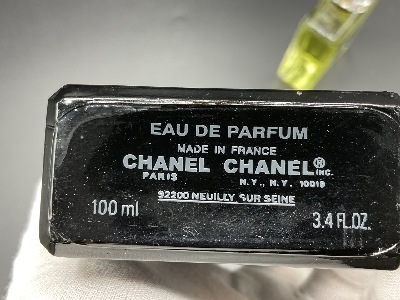 EAU DE PARFUM
MADE IN FRANCE
CHANEL CHANEL® INC.
PARIS N.Y., N.Y. 10019
92200 NEUILLY SUR SEINE
100 ml 3.4 FL.OZ.